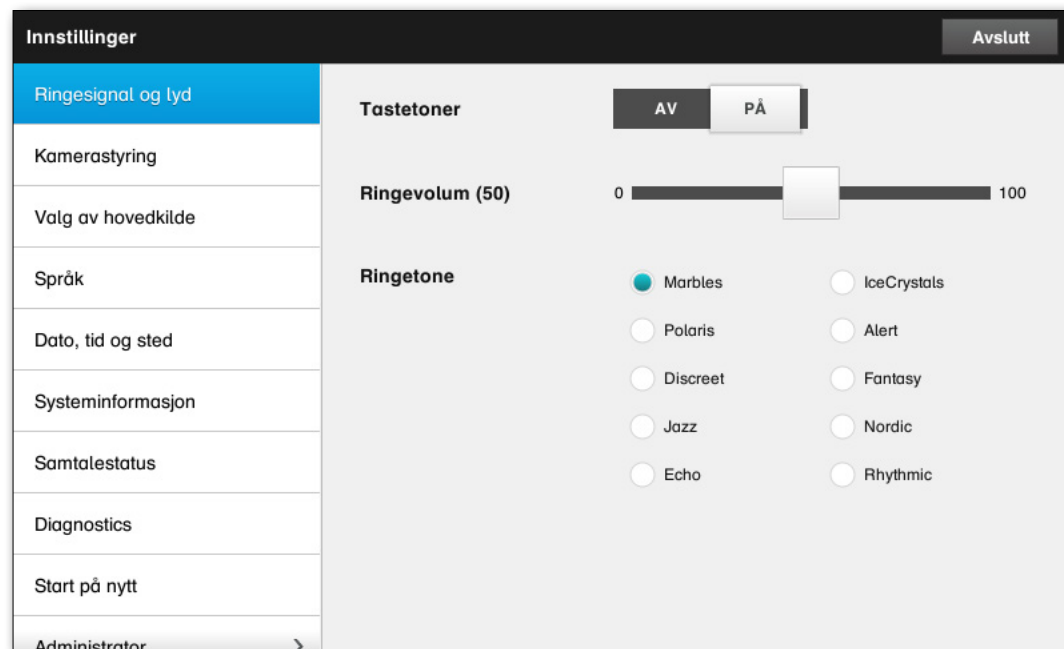 Innstillinger
Avslutt
Ringesignal og lyd
Kamerastyring
Valg av hovedkilde
Språk
Dato, tid og sted
Systeminformasjon
Samtalestatus
Diagnostics
Start på nytt
Administrator
Tastetoner
AV PÅ
Ringevolum (50)
0 100
Ringetone
Marbles IceCrystals
Polaris Alert
Discreet Fantasy
Jazz Nordic
Echo Rhythmic